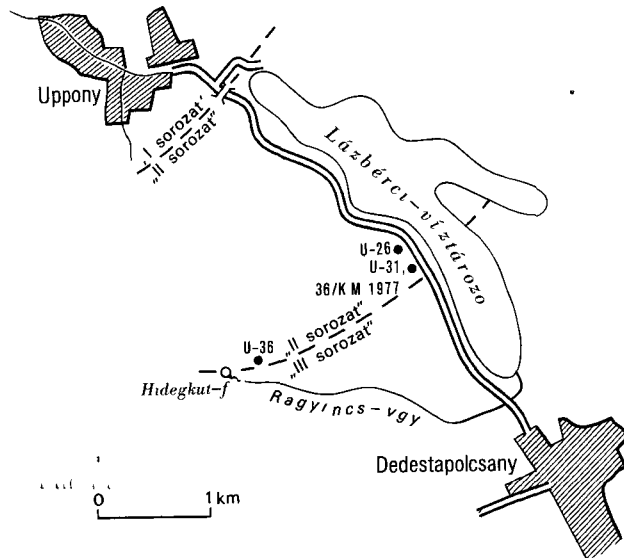 Uppony
„I sorozat”
„II sorozat”
Lázbérci-víztározo
U-26
U-31,
36/KM 1977
„II sorozat”
„III sorozat”
U-36
Hidegkut-f
Ragyincs-vgy
Dedestapolcsany
0 1 km